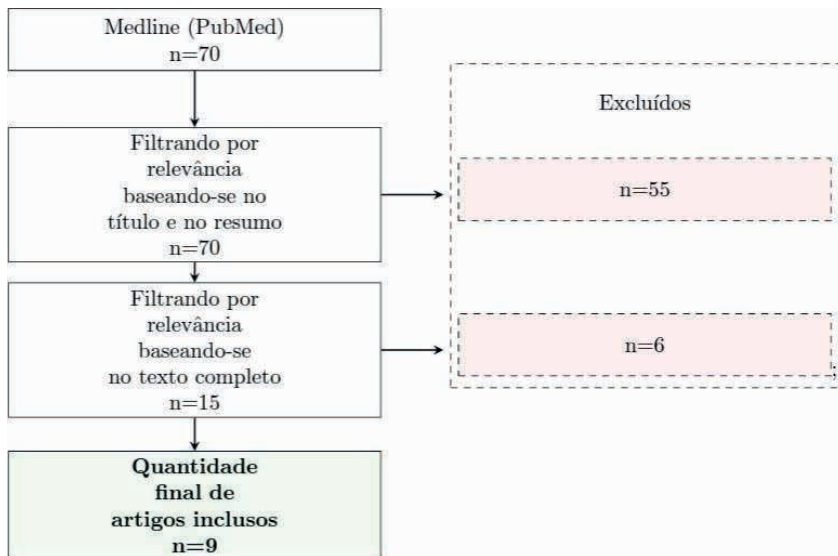 Medline (PubMed)
n=70
Excluídos
Filtrando por
relevância
baseando-se no
título e no resumo
n=70
n=55
Filtrando por
relevância
baseando-se
no texto completo
n=15
n=6
;
Quantidade
final de
artigos inclusos
n=9